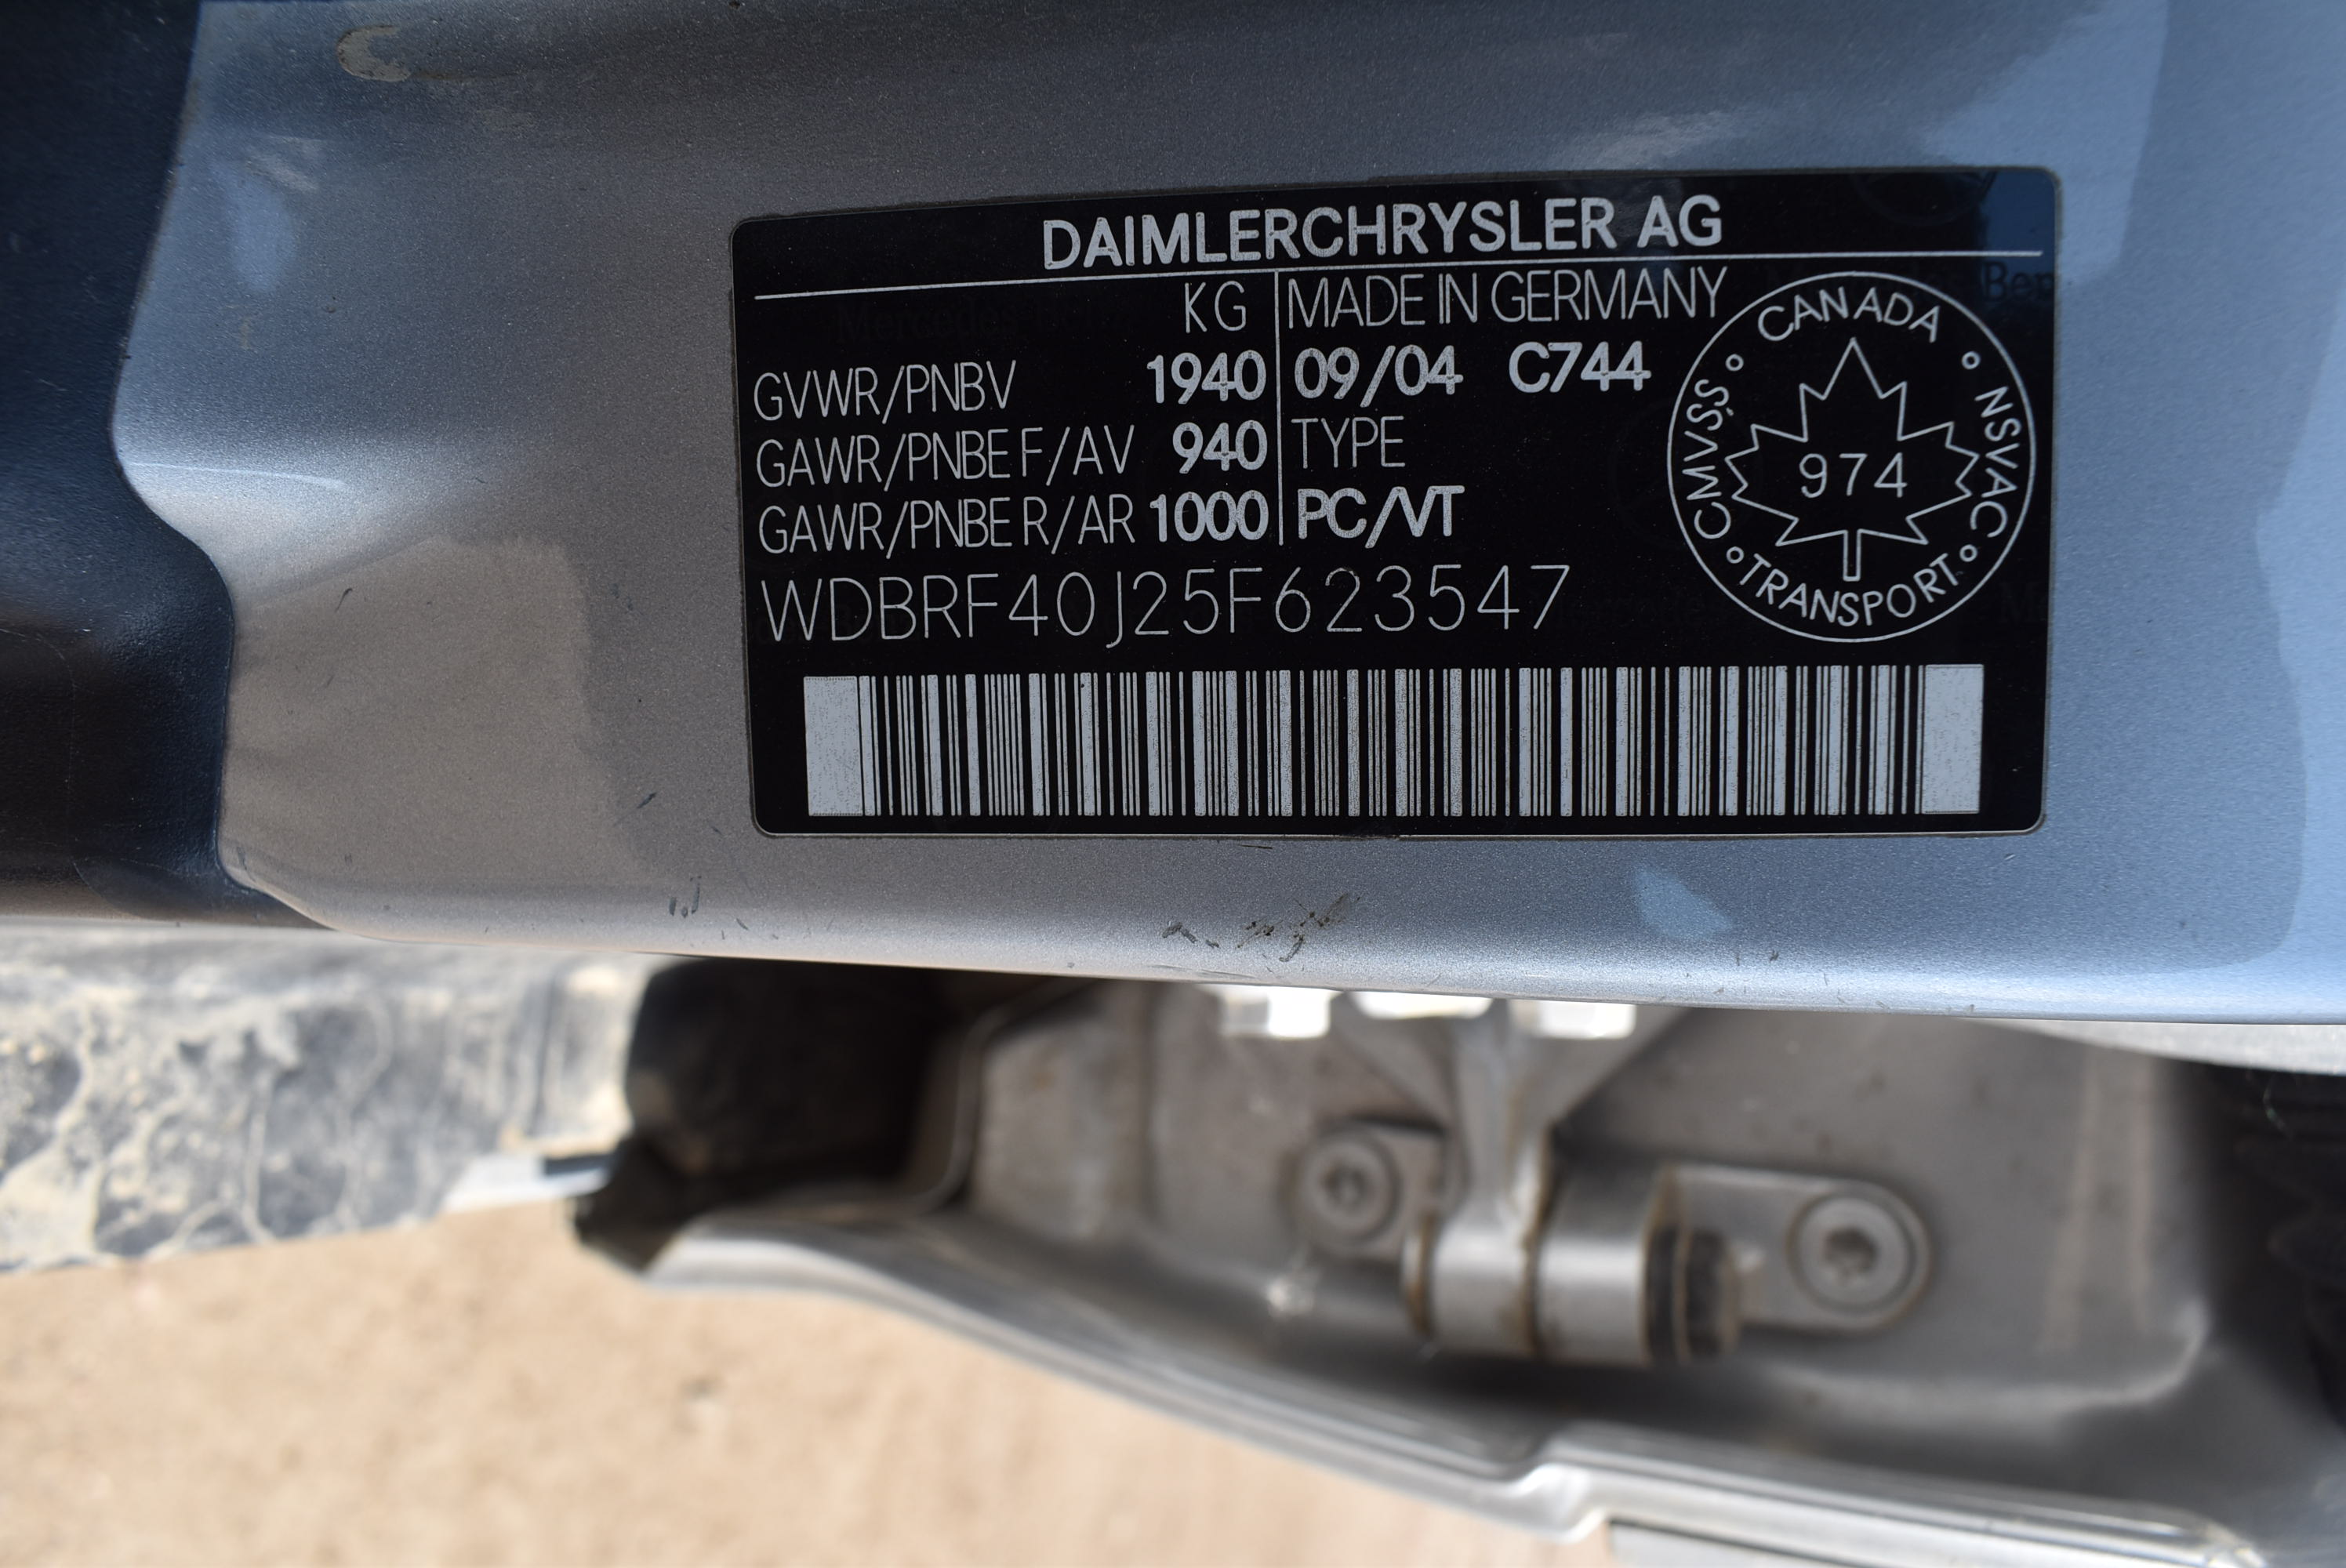 DAIMLERCHRYSLER AG
KG MADE IN GERMANY
GVWR/PNBV 1940 09/04 C744
GAWR/PNBE F/AV 940 TYPE
GAWR/PNBE R/AR 1000 PC/VT
WDBRF40J25F623547
CANADA
CMVSS NSVAC
974
TRANSPORT